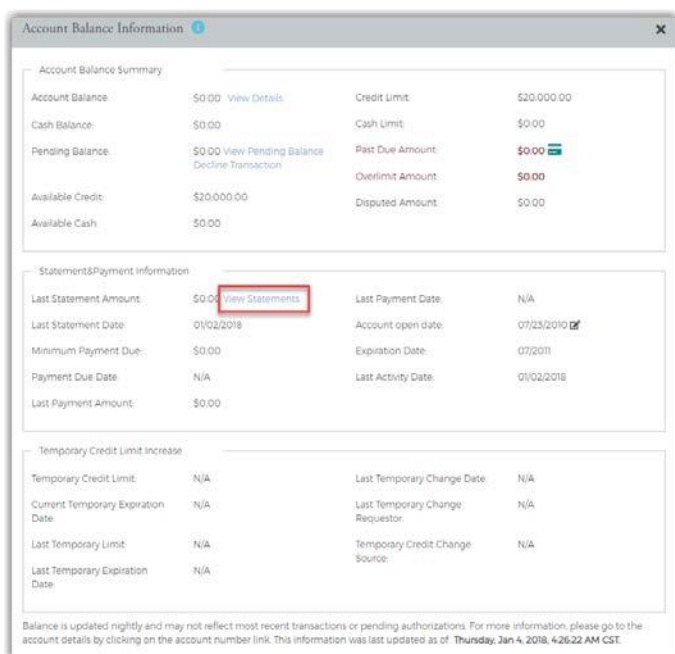 Account Balance Information
Account Balance Summary
Account Balance: $0.00 View Details Credit Limit: $20,000.00
Cash Balance: $0.00 Cash Limit: $0.00
Pending Balance: $0.00 View Pending Balance Past Due Amount: $0.00
Decline Transaction
Overlimit Amount: $0.00
Available Credit: $20,000.00 Disputed Amount: $0.00
Available Cash: $0.00
Statement&Payment Information
Last Statement Amount: $0.00 View Statements Last Payment Date: N/A
Last Statement Date: 01/02/2018 Account open date: 07/23/2010
Minimum Payment Due: $0.00 Expiration Date: 07/2011
Payment Due Date: N/A Last Activity Date: 01/02/2018
Last Payment Amount: $0.00
Temporary Credit Limit Increase
Temporary Credit Limit: N/A Last Temporary Change Date: N/A
Current Temporary Expiration N/A Last Temporary Change N/A
Date: Requestor:
Last Temporary Limit: N/A Temporary Credit Change N/A
Source:
Last Temporary Expiration N/A
Date:
Balance is updated nightly and may not reflect most recent transactions or pending authorizations. For more information, please go to the
account details by clicking on the account number link. This information was last updated as of Thursday, Jan 4, 2018, 4:26:22 AM CST.